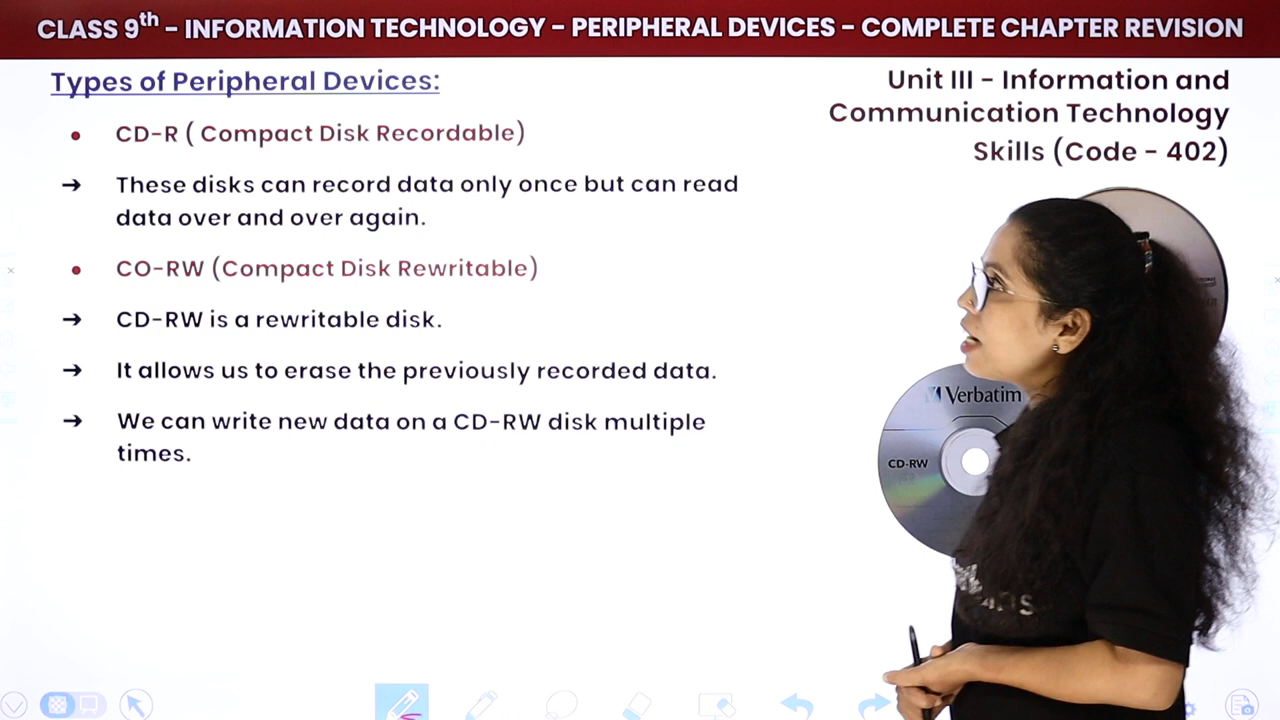 CLASS 9th - INFORMATION TECHNOLOGY - PERIPHERAL DEVICES - COMPLETE CHAPTER REVISION
Types of Peripheral Devices:
Unit III - Information and
Communication Technology
Skills (Code - 402)
• CD-R ( Compact Disk Recordable)
→ These disks can record data only once but can read
data over and over again.
• CO-RW (Compact Disk Rewritable)
→ CD-RW is a rewritable disk.
→ It allows us to erase the previously recorded data.
→ We can write new data on a CD-RW disk multiple
times.
Verbatim
CD-RW